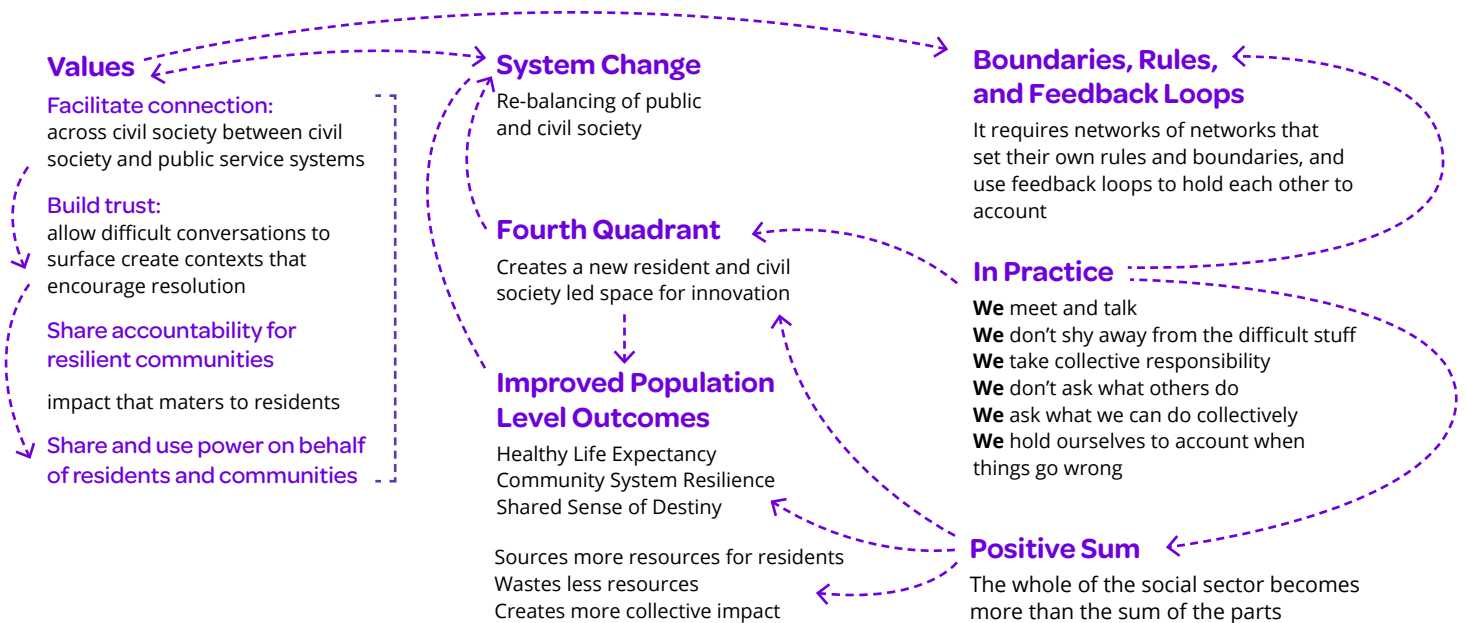 Values
Facilitate connection:
across civil society between civil
society and public service systems
Build trust:
allow difficult conversations to
surface create contexts that
encourage resolution
Share accountability for
resilient communities
impact that maters to residents
Share and use power on behalf
of residents and communities
System Change
Re-balancing of public
and civil society
Fourth Quadrant
Creates a new resident and civil
society led space for innovation
Improved Population
Level Outcomes
Healthy Life Expectancy
Community System Resilience
Shared Sense of Destiny
Sources more resources for residents
Wastes less resources
Creates more collective impact
Boundaries, Rules,
and Feedback Loops
It requires networks of networks that
set their own rules and boundaries, and
use feedback loops to hold each other to
account
In Practice
We meet and talk
We don’t shy away from the difficult stuff
We take collective responsibility
We don’t ask what others do
We ask what we can do collectively
We hold ourselves to account when
things go wrong
Positive Sum
The whole of the social sector becomes
more than the sum of the parts